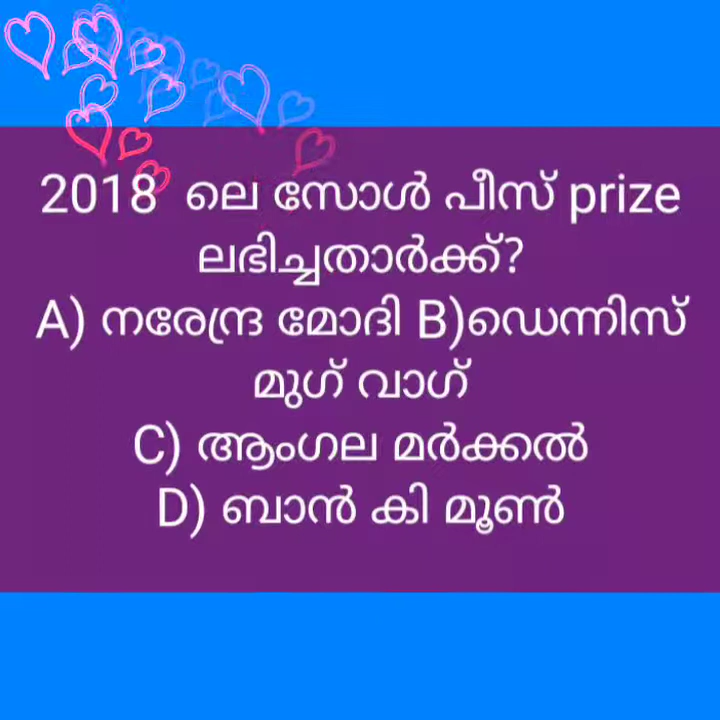 2018 ലെ സോൾ പീസ് prize
ലഭിച്ചതാർക്ക്?
A) നരേന്ദ്ര മോദി B)ഡെന്നിസ്
മുഗ് വാഗ്
C) ആംഗല മർക്കൽ
D) ബാൻ കി മൂൺ